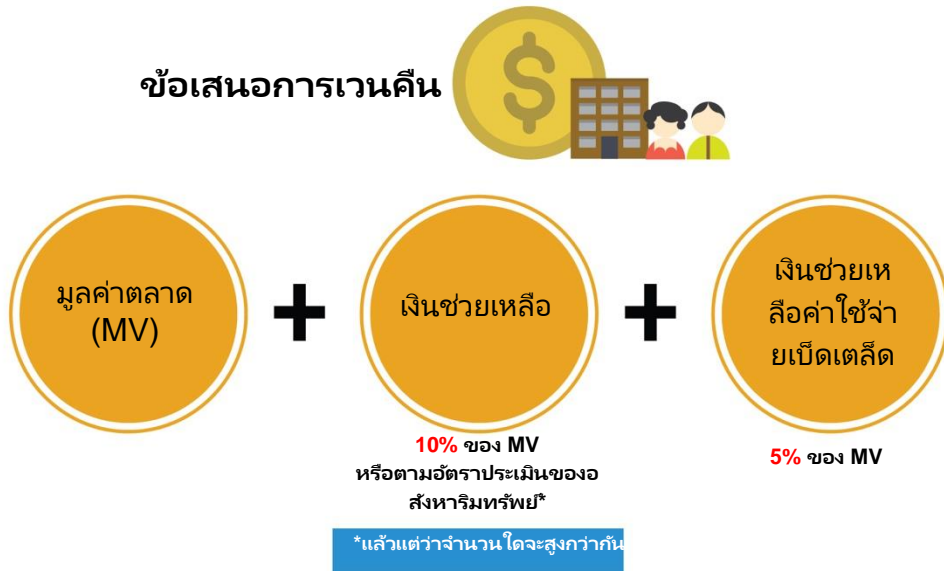 ข้อเสนอการเวนคืน
$
มูลค่าตลาด
(MV)
+
เงินช่วยเหลือ
+
เงินช่วยเห
ลือค่าใช้จ่า
ยเบ็ดเตล็ด
10% ของ MV
หรือตามอัตราประเมินของอ
สังหาริมทรัพย์*
5% ของ MV
*แล้วแต่ว่าจำนวนใดจะสูงกว่ากัน